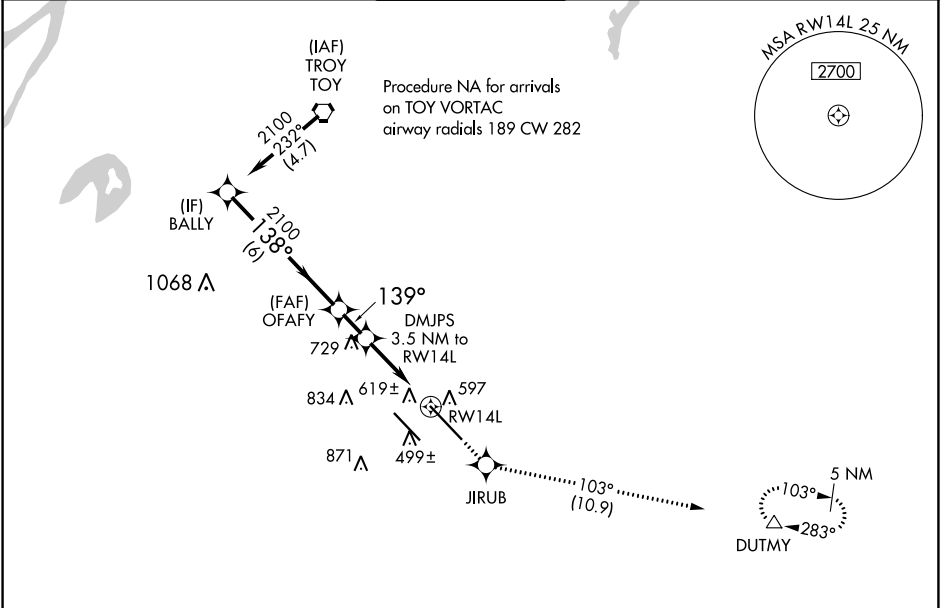 (IAF)
TROY
TOY
Procedure NA for arrivals
on TOY VORTAC
airway radials 189 CW 282
MSA RW14L 25 NM
2700
2100
232°
(4.7)
(IF)
BALLY
2100
138°
(6)
1068
(FAF)
OFAFY
139°
DMJPS
3.5 NM to
RW14L
729
834
619±
597
RW14L
871
499±
JIRUB
103°
(10.9)
5 NM
103°
283°
DUTMY